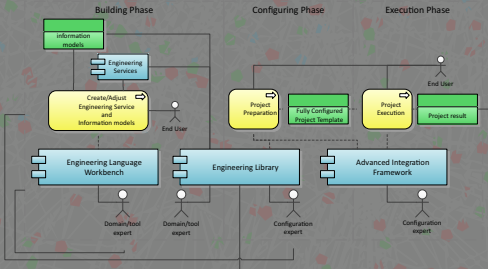 Building Phase
Configuring Phase
Execution Phase
information
models
Engineering
Services
Create/Adjust
Engineering Service
and
Information models
End User
Project
Preparation
Fully Configured
Project Template
Project
Execution
End User
Project result
Engineering Language
Workbench
Engineering Library
Advanced Integration
Framework
Domain/tool
expert
Domain/tool
expert
Configuration
expert
Configuration
expert